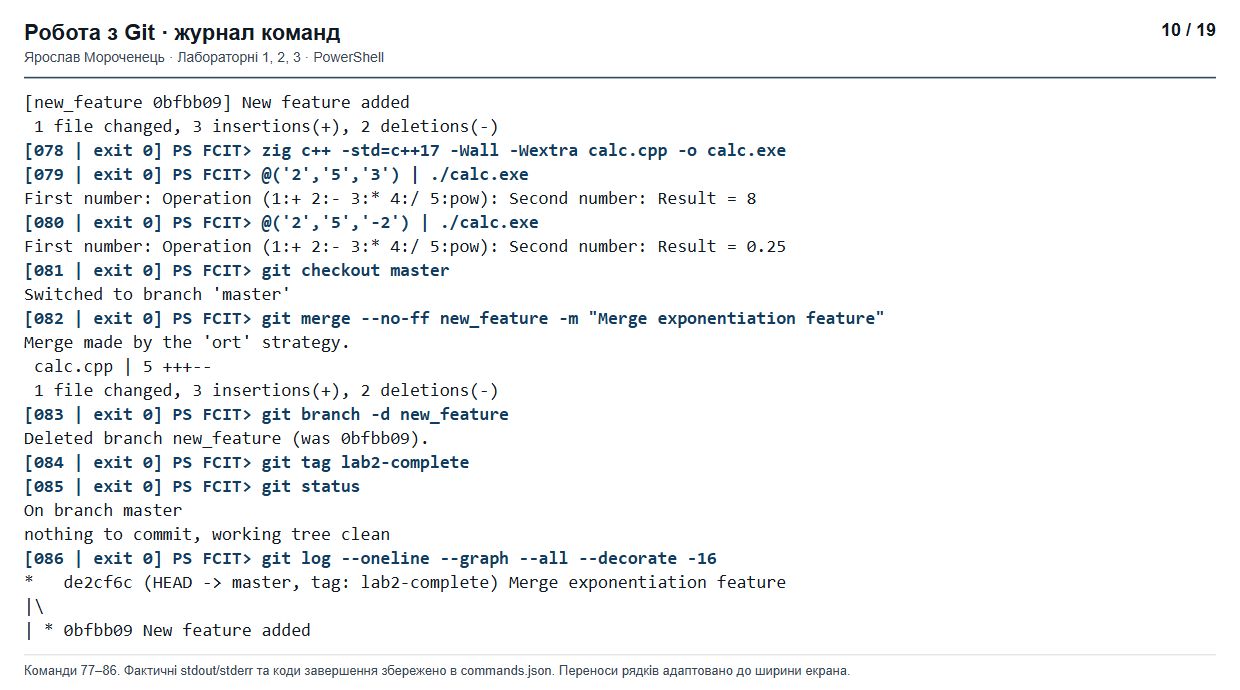 Робота з Git · журнал команд
10 / 19
Ярослав Мороченець · Лабораторні 1, 2, 3 · PowerShell
[new_feature 0bfbb09] New feature added
 1 file changed, 3 insertions(+), 2 deletions(-)
[078 | exit 0] PS FCIT> zig c++ -std=c++17 -Wall -Wextra calc.cpp -o calc.exe
[079 | exit 0] PS FCIT> @('2','5','3') | ./calc.exe
First number: Operation (1:+ 2:- 3:* 4:/ 5:pow): Second number: Result = 8
[080 | exit 0] PS FCIT> @('2','5','-2') | ./calc.exe
First number: Operation (1:+ 2:- 3:* 4:/ 5:pow): Second number: Result = 0.25
[081 | exit 0] PS FCIT> git checkout master
Switched to branch 'master'
[082 | exit 0] PS FCIT> git merge --no-ff new_feature -m "Merge exponentiation feature"
Merge made by the 'ort' strategy.
 calc.cpp | 5 +++--
 1 file changed, 3 insertions(+), 2 deletions(-)
[083 | exit 0] PS FCIT> git branch -d new_feature
Deleted branch new_feature (was 0bfbb09).
[084 | exit 0] PS FCIT> git tag lab2-complete
[085 | exit 0] PS FCIT> git status
On branch master
nothing to commit, working tree clean
[086 | exit 0] PS FCIT> git log --oneline --graph --all --decorate -16
*   de2cf6c (HEAD -> master, tag: lab2-complete) Merge exponentiation feature
|\
| * 0bfbb09 New feature added
Команди 77–86. Фактичні stdout/stderr та коди завершення збережено в commands.json. Переноси рядків адаптовано до ширини екрана.